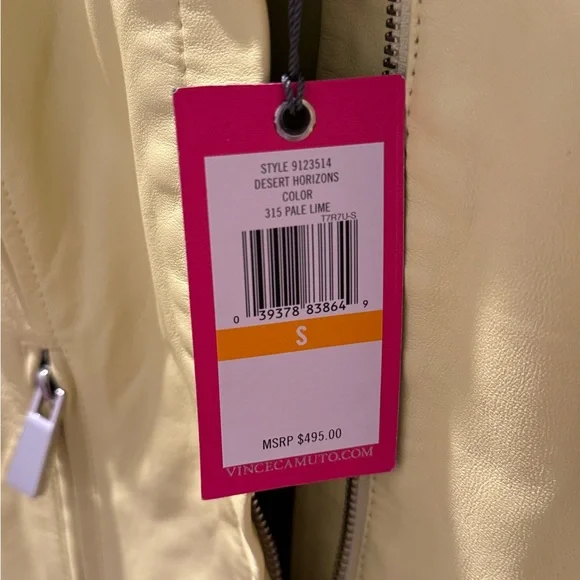 STYLE 9123514
DESERT HORIZONS
COLOR
315 PALE LIME
T7R7U-S
0 39378 83864 9
S
MSRP $495.00
VINCECAMUTO.COM